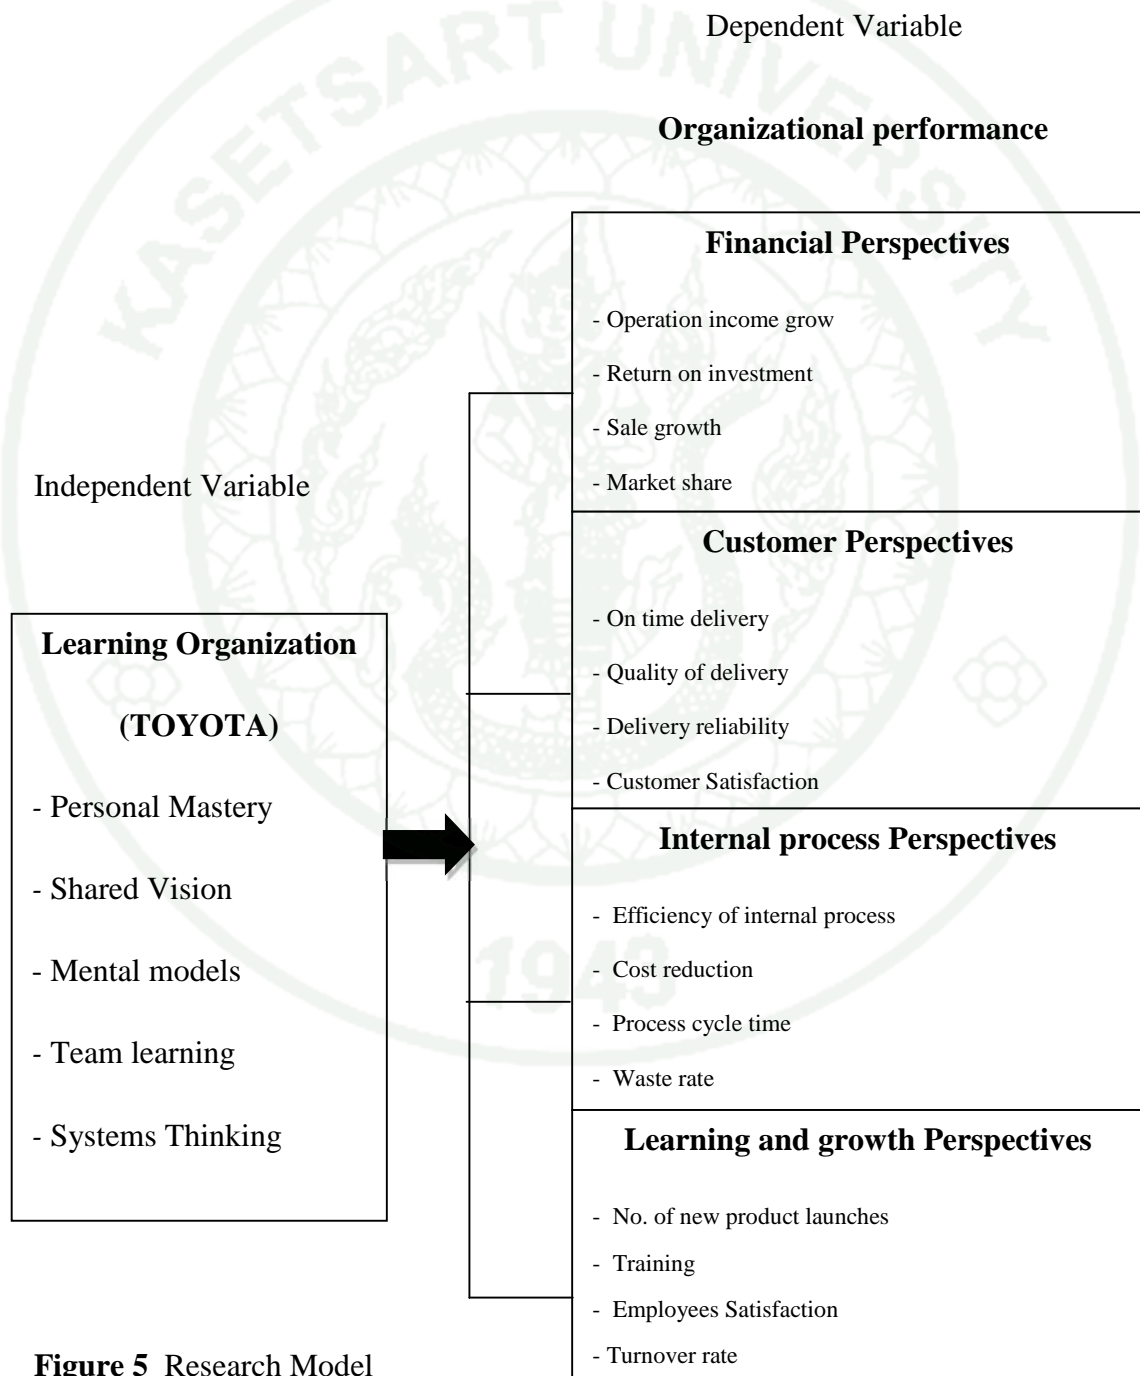 KASETSART UNIVERSITY
1943
Dependent Variable
Organizational performance
Independent Variable
Learning Organization
(TOYOTA)
- Personal Mastery
- Shared Vision
- Mental models
- Team learning
- Systems Thinking
Financial Perspectives
- Operation income grow
- Return on investment
- Sale growth
- Market share
Customer Perspectives
- On time delivery
- Quality of delivery
- Delivery reliability
- Customer Satisfaction
Internal process Perspectives
- Efficiency of internal process
- Cost reduction
- Process cycle time
- Waste rate
Learning and growth Perspectives
- No. of new product launches
- Training
- Employees Satisfaction
- Turnover rate
Figure 5 Research Model